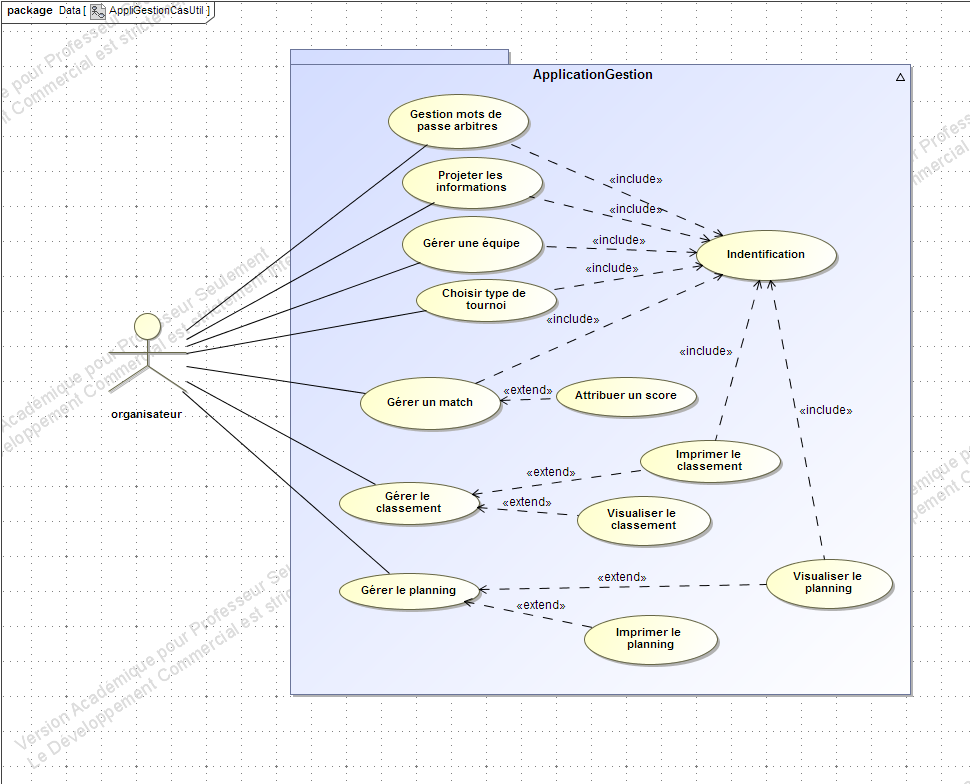 package Data [ AppliGestionCasUtil ]
ApplicationGestion
Gestion mots de
passe arbitres
Projeter les
informations
Gérer une équipe
Choisir type de
tournoi
Gérer un match
Attribuer un score
Imprimer le
classement
Gérer le
classement
Visualiser le
classement
Gérer le planning
Visualiser le
planning
Imprimer le
planning
Indentification
organisateur
«include»
«include»
«include»
«include»
«include»
«include»
«include»
«extend»
«extend»
«extend»
«extend»
«extend»
Version Académique pour Professeur Seulement
Le Developpement Commercial est strictement